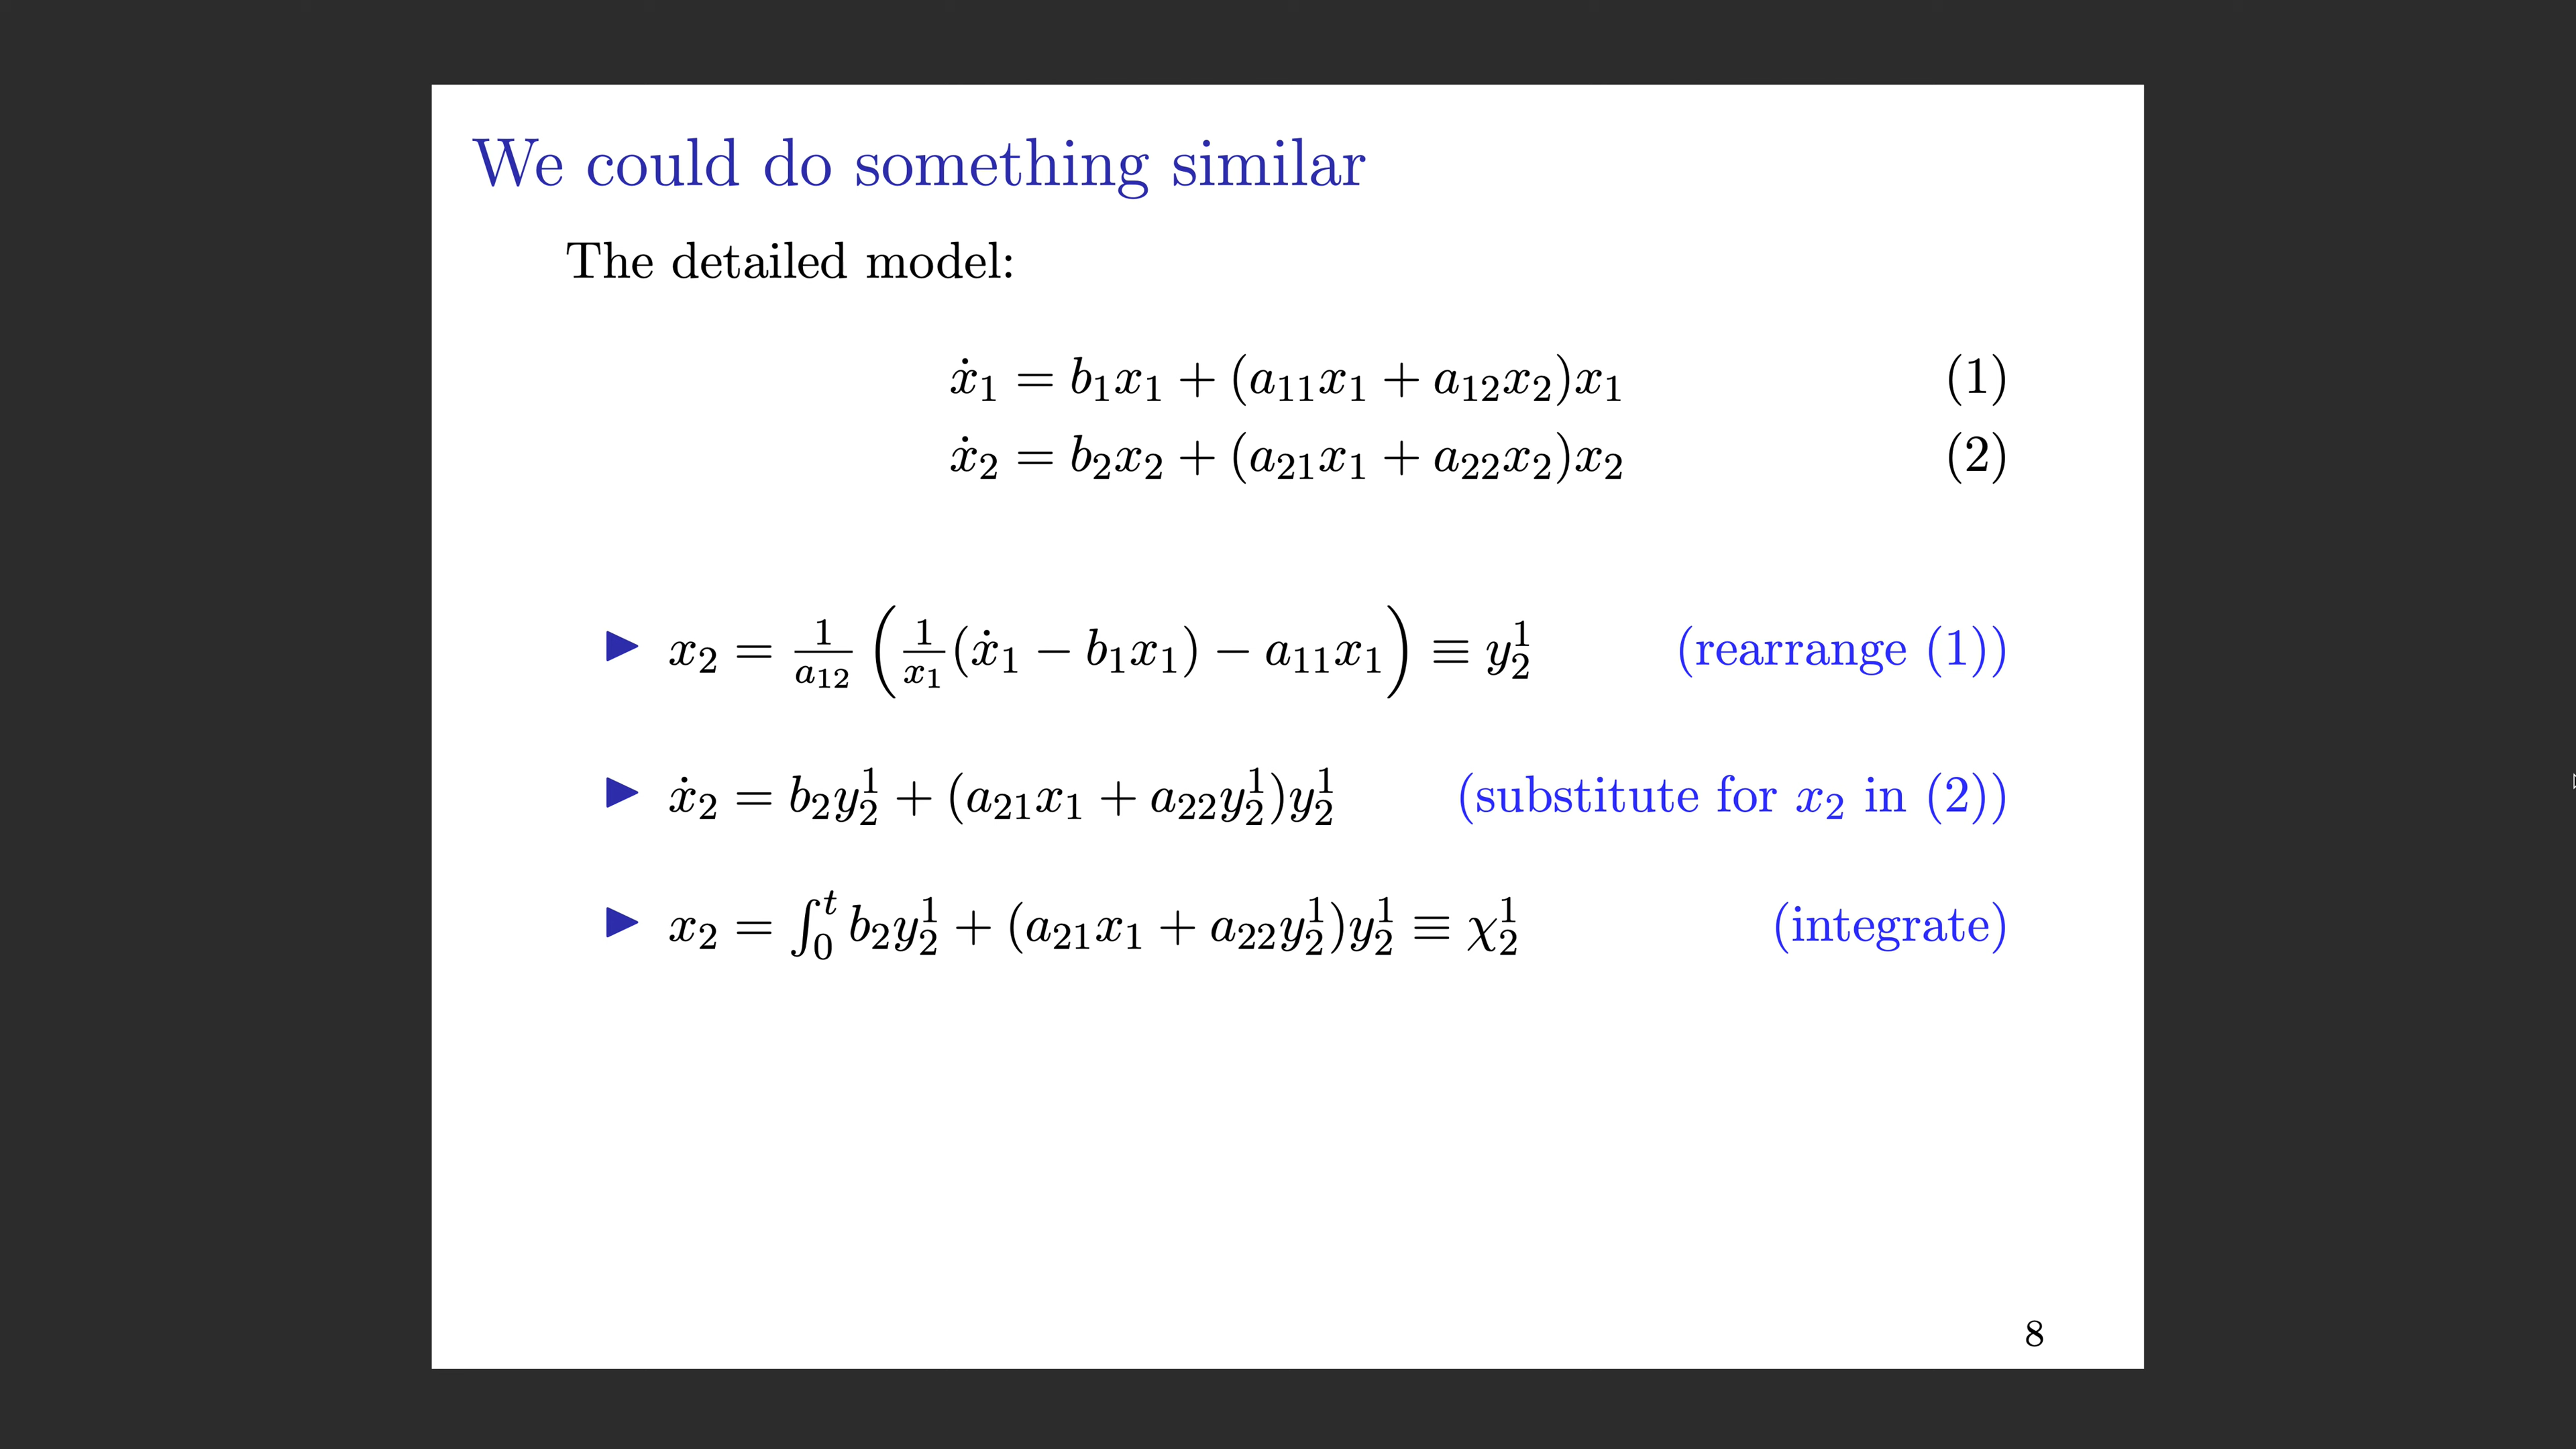 We could do something similar
The detailed model:
ẋ₁ = b₁x₁ + (a₁₁x₁ + a₁₂x₂)x₁ (1)
ẋ₂ = b₂x₂ + (a₂₁x₁ + a₂₂x₂)x₂ (2)
▶ x₂ = \frac{1}{a₁₂} ( \frac{1}{x₁}(ẋ₁ − b₁x₁) − a₁₁x₁ ) ≡ y₂¹ (rearrange (1))
▶ ẋ₂ = b₂y₂¹ + (a₂₁x₁ + a₂₂y₂¹)y₂¹ (substitute for x₂ in (2))
▶ x₂ = ∫₀ᵗ b₂y₂¹ + (a₂₁x₁ + a₂₂y₂¹)y₂¹ ≡ χ₂¹ (integrate)
8